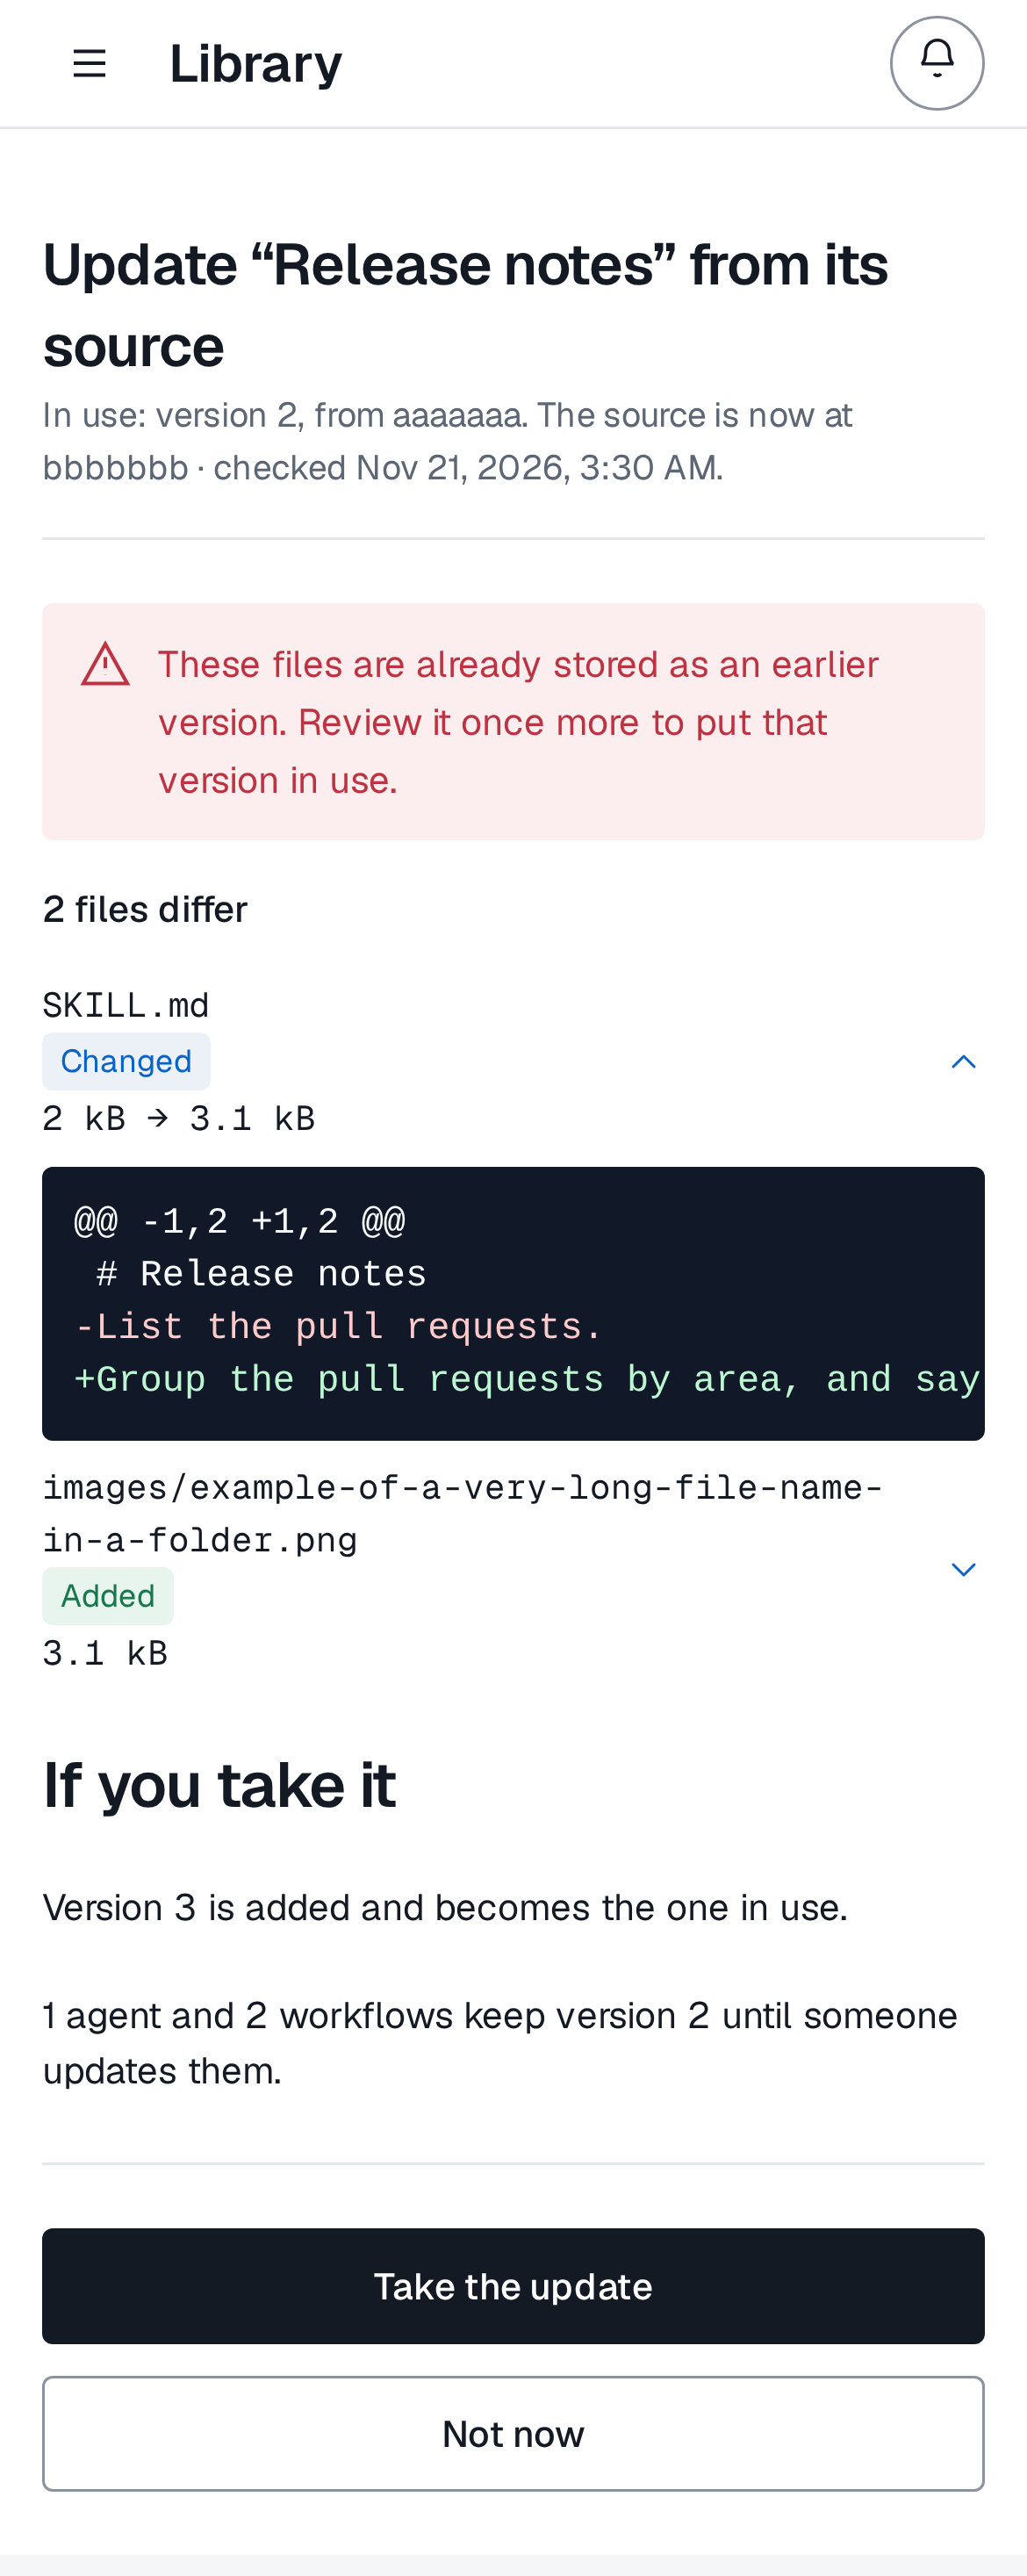 Library
Update “Release notes” from its
source
In use: version 2, from aaaaaaa. The source is now at
bbbbbbb · checked Nov 21, 2026, 3:30 AM.
These files are already stored as an earlier
version. Review it once more to put that
version in use.
2 files differ
SKILL.md
Changed
2 kB → 3.1 kB
@@ -1,2 +1,2 @@
 # Release notes
-List the pull requests.
+Group the pull requests by area, and say
images/example-of-a-very-long-file-name-
in-a-folder.png
Added
3.1 kB
If you take it
Version 3 is added and becomes the one in use.
1 agent and 2 workflows keep version 2 until someone
updates them.
Take the update
Not now